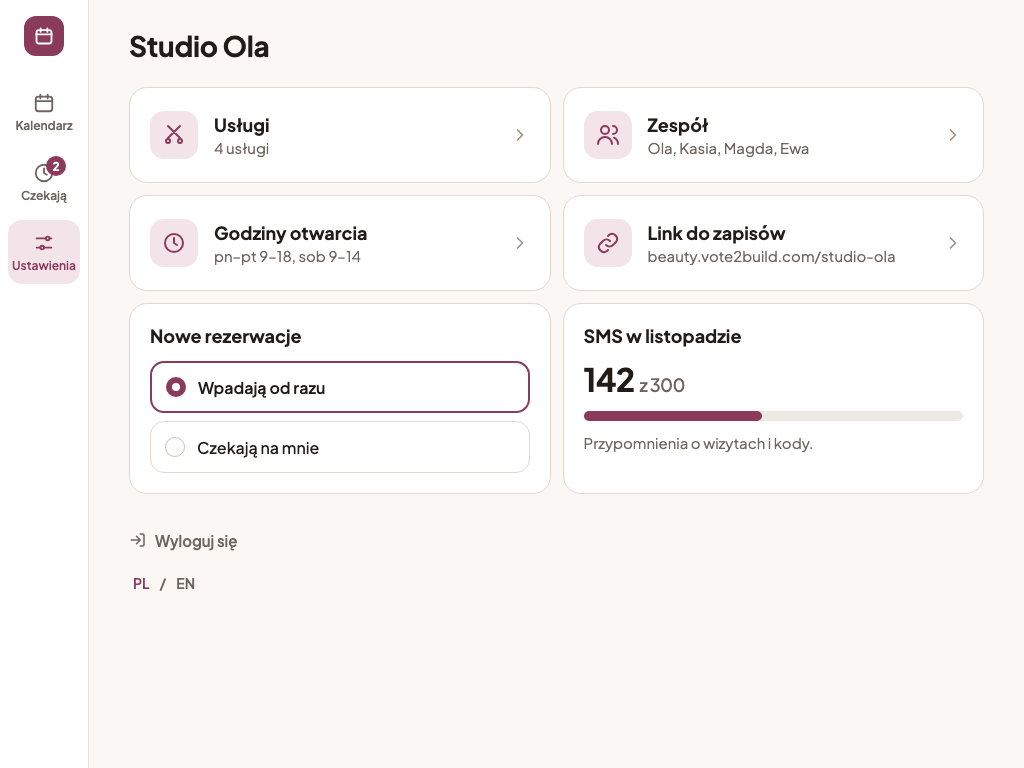 Kalendarz
2
Czekają
Ustawienia
Studio Ola
Usługi
4 usługi
Zespół
Ola, Kasia, Magda, Ewa
Godziny otwarcia
pn–pt 9–18, sob 9–14
Link do zapisów
beauty.vote2build.com/studio-ola
Nowe rezerwacje
Wpadają od razu
Czekają na mnie
SMS w listopadzie
142 z 300
Przypomnienia o wizytach i kody.
Wyloguj się
PL / EN